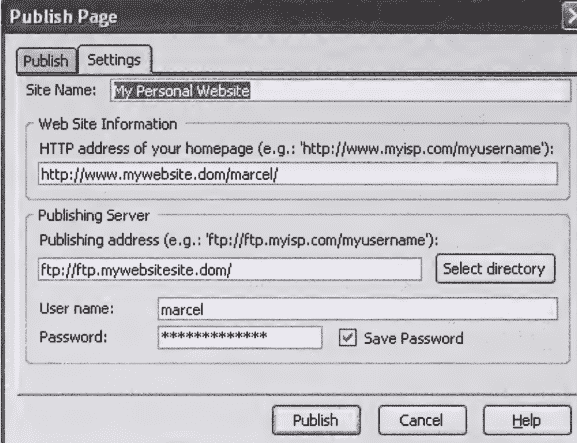 Publish Page
Publish Settings
Site Name: My Personal Website
Web Site Information
HTTP address of your homepage (e.g.: 'http://www.myisp.com/myusername'):
http://www.mywebsite.dom/marcel/
Publishing Server
Publishing address (e.g.: 'ftp://ftp.myisp.com/myusername'):
ftp://ftp.mywebsitesite.dom/ Select directory
User name: marcel
Password: ************* Save Password
Publish Cancel Help